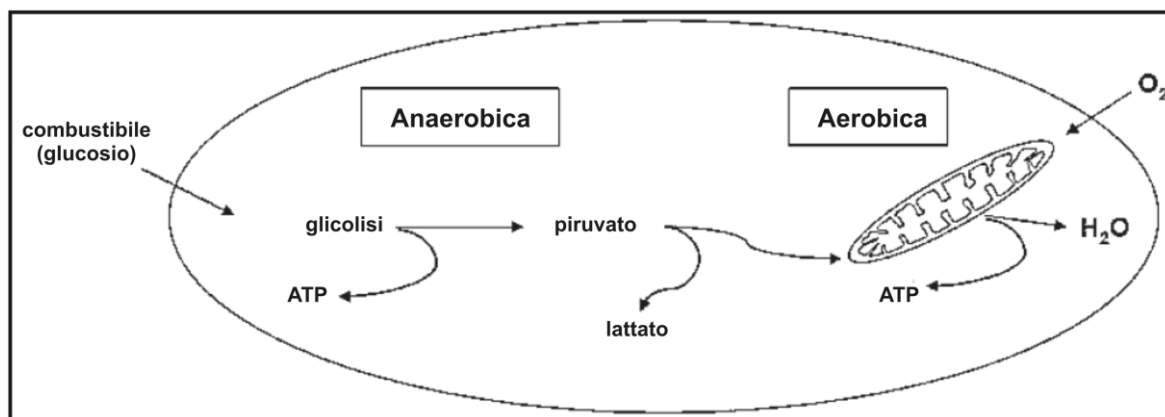 Anaerobica
Aerobica
O₂
combustibile
(glucosio)
glicolisi
piruvato
H₂O
ATP
ATP
lattato